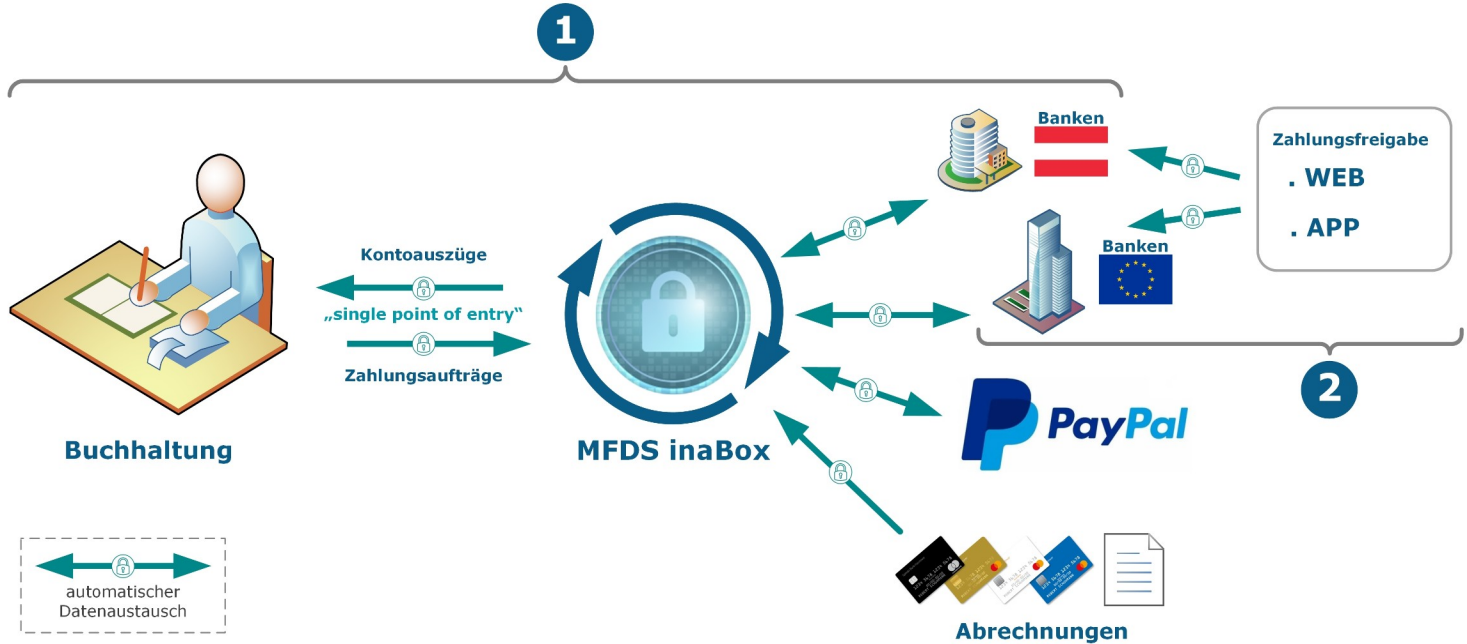 1
Banken
Zahlungsfreigabe
. WEB
. APP
Banken
Kontoauszüge
„single point of entry“
Zahlungsaufträge
2
PayPal
Buchhaltung
MFDS inaBox
automatischer
Datenaustausch
Abrechnungen